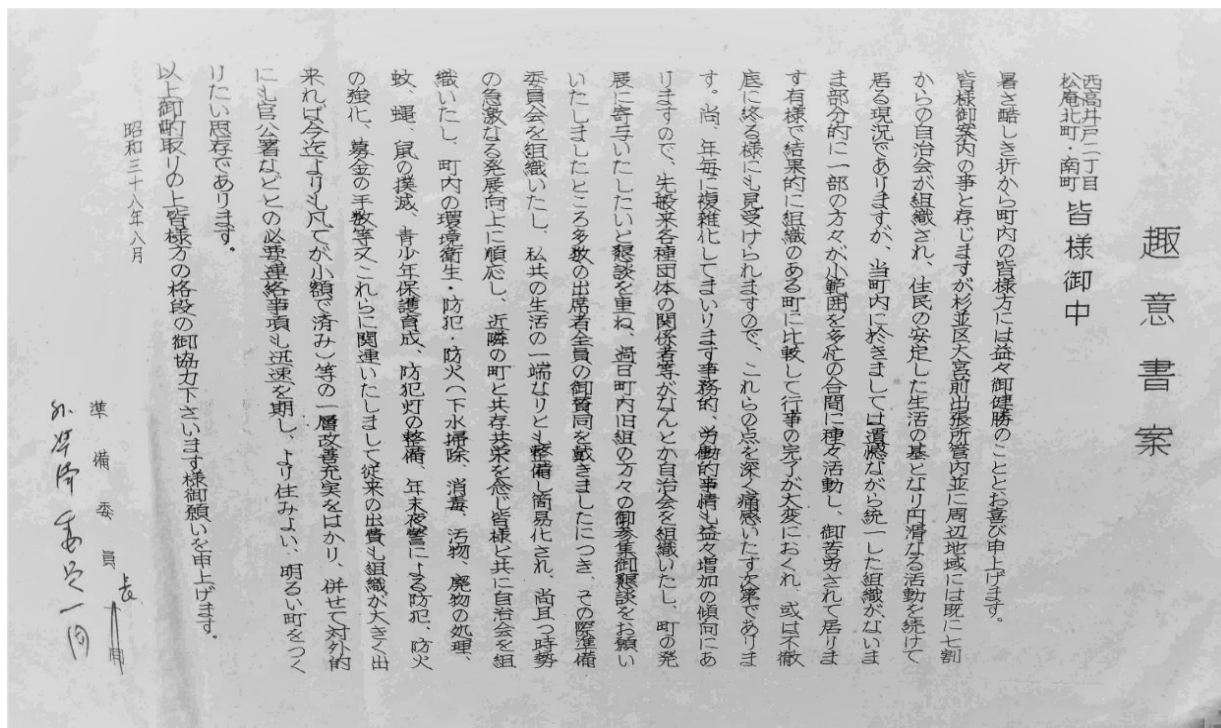 趣意書案
西高井戸二丁目
松庵北町・南町 皆様御中
暑さ酷しき折から町内の皆様方には益々御健勝のこととお喜び申上げます。
皆様御案内の事と存じますが杉並区大宮前出張所管内並に周辺地域には既に七割
からの自治会が組織され、住民の安定した生活の基となり円滑なる活動を続けて
居る現況でありますが、当町内に於きましては遺憾ながら統一した組織がないま
ま部分的に一部の方々が小範囲を多忙の合間に種々活動し、御苦労されて居りま
す有様で結果的に組織のある町に比較して行事の完了が大変におくれ、或は不徹
底に終る様にも見受けられますので、これらの点を深く痛感いたす次第でありま
す。尚、年毎に複雑化してまいります事務的、労働的事情も益々増加の傾向にあ
りますので、先般来各種団体の関係者等がなんとか自治会を組織いたし、町の発
展に寄与いたしたいと懇談を重ね、過日町内旧組の方々の御参集御懇談をお願い
いたしましたところ多数の出席者全員の御賛同を戴きましたにつき、その際準備
委員会を組織いたし、私共の生活の一端なりとも整備し簡易化され、尚且つ時勢
の急激なる発展向上に順応し、近隣の町と共存共栄を念じ皆様と共に自治会を組
織いたし、町内の環境衛生・防犯・防火(下水掃除、消毒、汚物、廃物の処理、
蚊、蝿、鼠の撲滅、青少年保護育成、防犯灯の整備、年末夜警による防犯、防火
の強化、募金の手数等又これらに関連いたしまして従来の出費も組織が大きく出
来れば今迄よりも凡てが小額で済み)等の一層改善充実をはかり、併せて対外的
にも官公署などとの必要連絡事項も迅速を期し、より住みよい、明るい町をつく
りたい思存であります。
以上御酌取りの上皆様方の格段の御協力下さいます様御願いを申上げます。
昭和三十八年八月
準備委員長
外準備委員一同